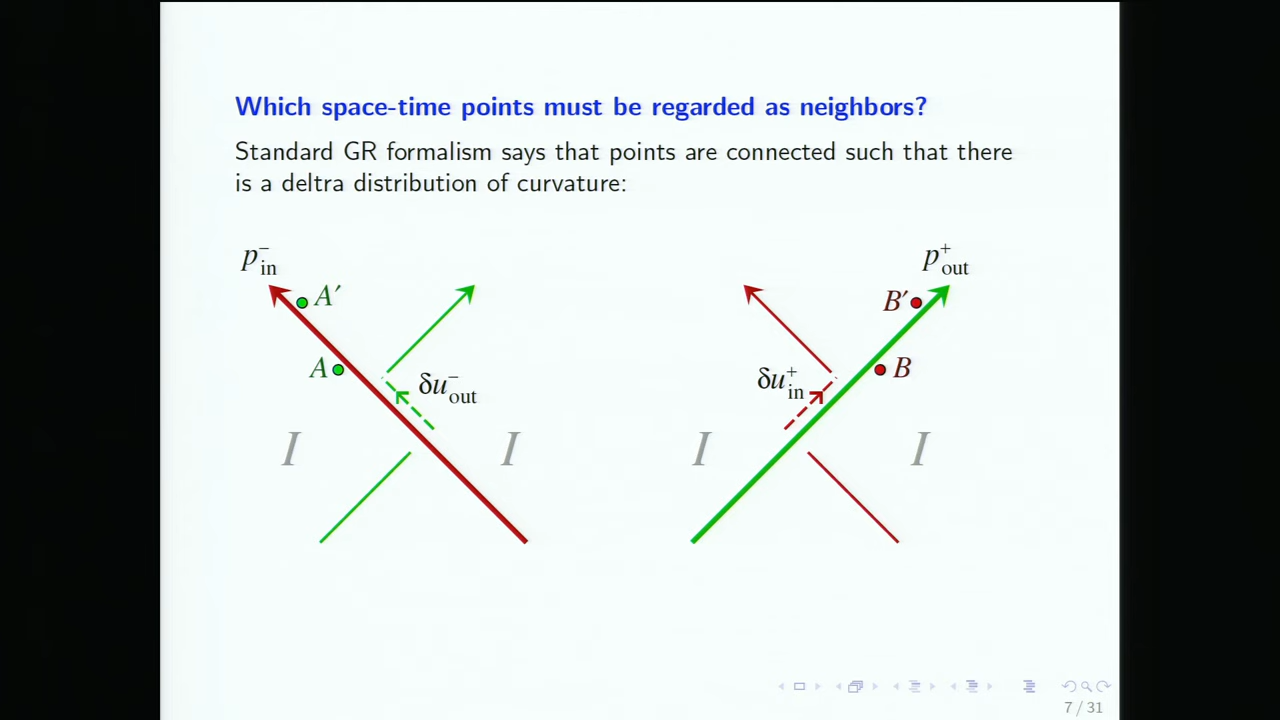 Which space-time points must be regarded as neighbors?
Standard GR formalism says that points are connected such that there
is a deltra distribution of curvature:
p⁻in
p⁺out
A′
B′
A
B
δu⁻out
δu⁺in
I
I
I
I
7 / 31